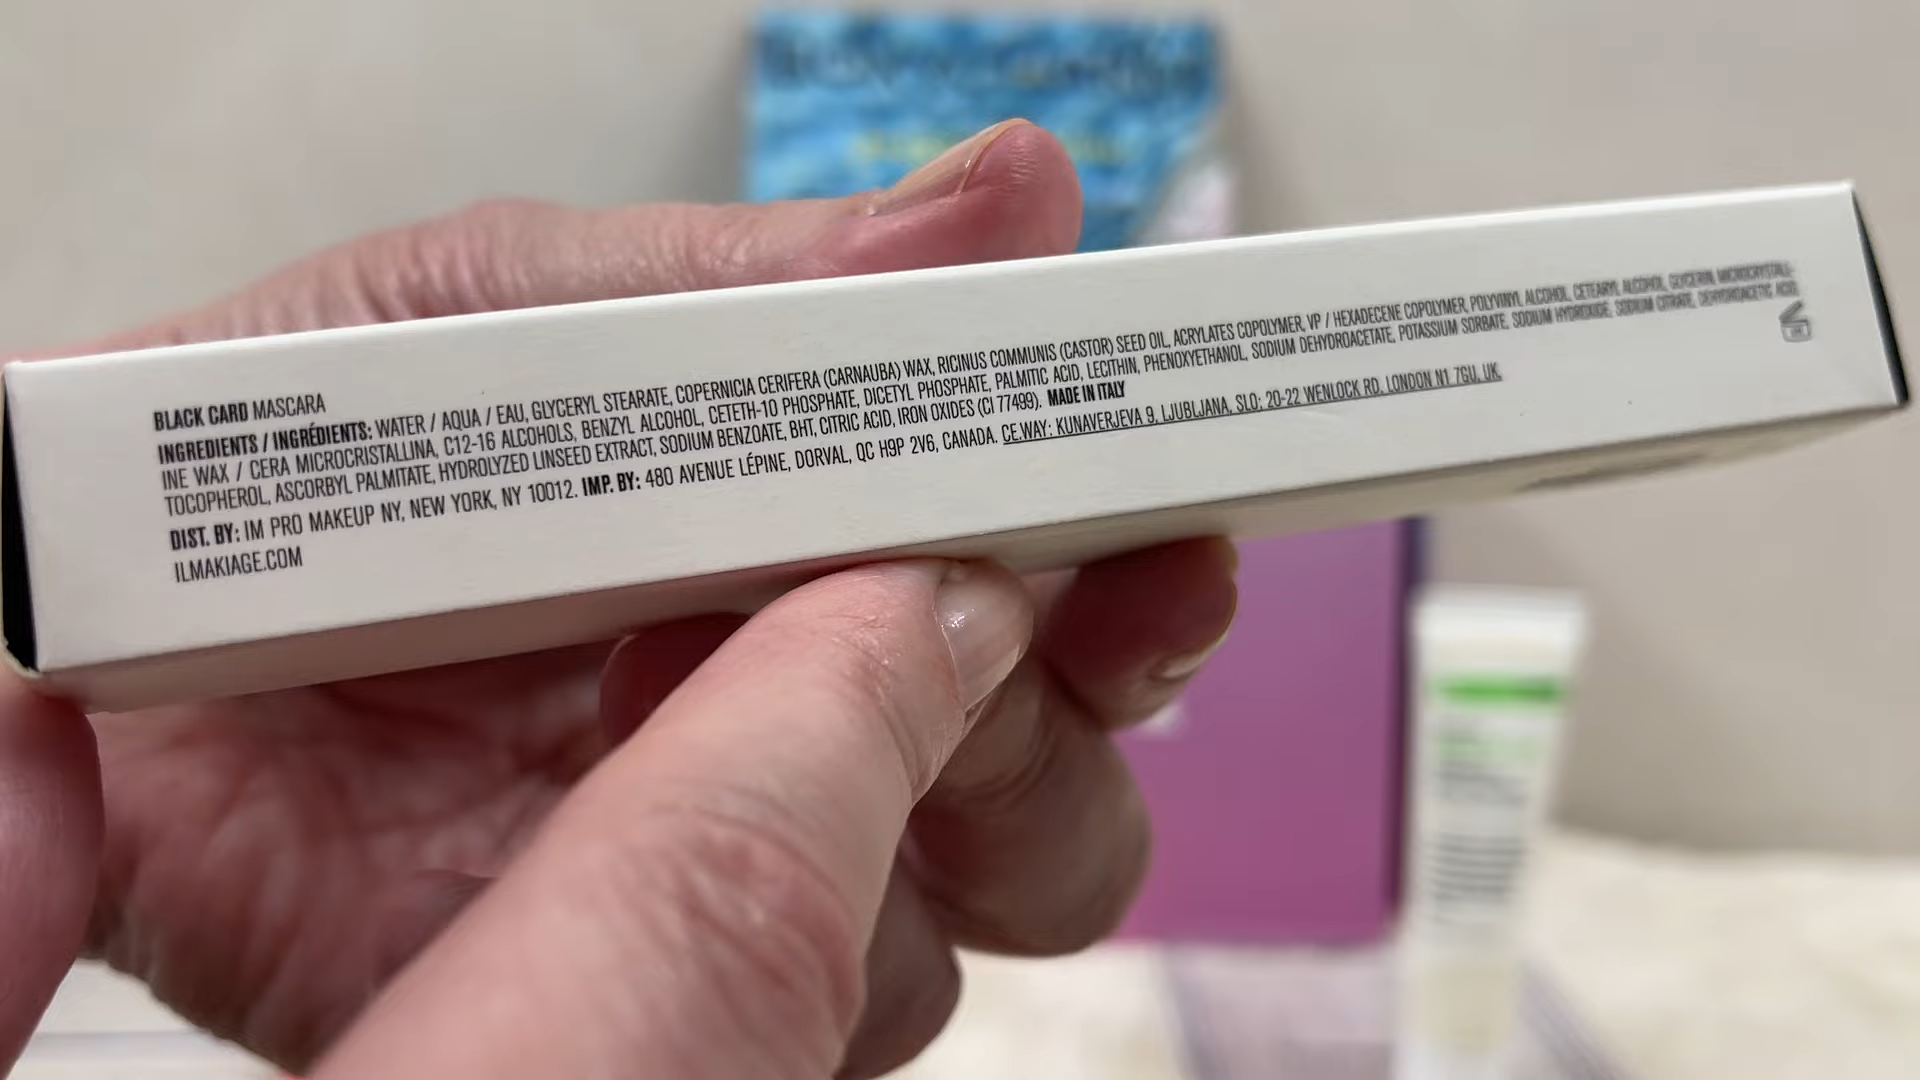 BLACK CARD MASCARA
INGREDIENTS / INGRÉDIENTS: WATER / AQUA / EAU, GLYCERYL STEARATE, COPERNICIA CERIFERA (CARNAUBA) WAX, RICINUS COMMUNIS (CASTOR) SEED OIL, ACRYLATES COPOLYMER, VP / HEXADECENE COPOLYMER, POLYVINYL ALCOHOL, CETEARYL ALCOHOL, GLYCERIN, MICROCRYSTALL-
INE WAX / CERA MICROCRISTALLINA, C12-16 ALCOHOLS, BENZYL ALCOHOL, CETETH-10 PHOSPHATE, DICETYL PHOSPHATE, PALMITIC ACID, LECITHIN, PHENOXYETHANOL, SODIUM DEHYDROACETATE, POTASSIUM SORBATE, SODIUM HYDROXIDE, SODIUM CITRATE, DEHYDROACETIC ACID,
TOCOPHEROL, ASCORBYL PALMITATE, HYDROLYZED LINSEED EXTRACT, SODIUM BENZOATE, BHT, CITRIC ACID, IRON OXIDES (CI 77499). MADE IN ITALY
DIST. BY: IM PRO MAKEUP NY, NEW YORK, NY 10012. IMP. BY: 480 AVENUE LÉPINE, DORVAL, QC H9P 2V6, CANADA. CE.WAY: KUNAVERJEVA 9, LJUBLJANA, SLO; 20-22 WENLOCK RD, LONDON N1 7GU, UK.
ILMAKIAGE.COM